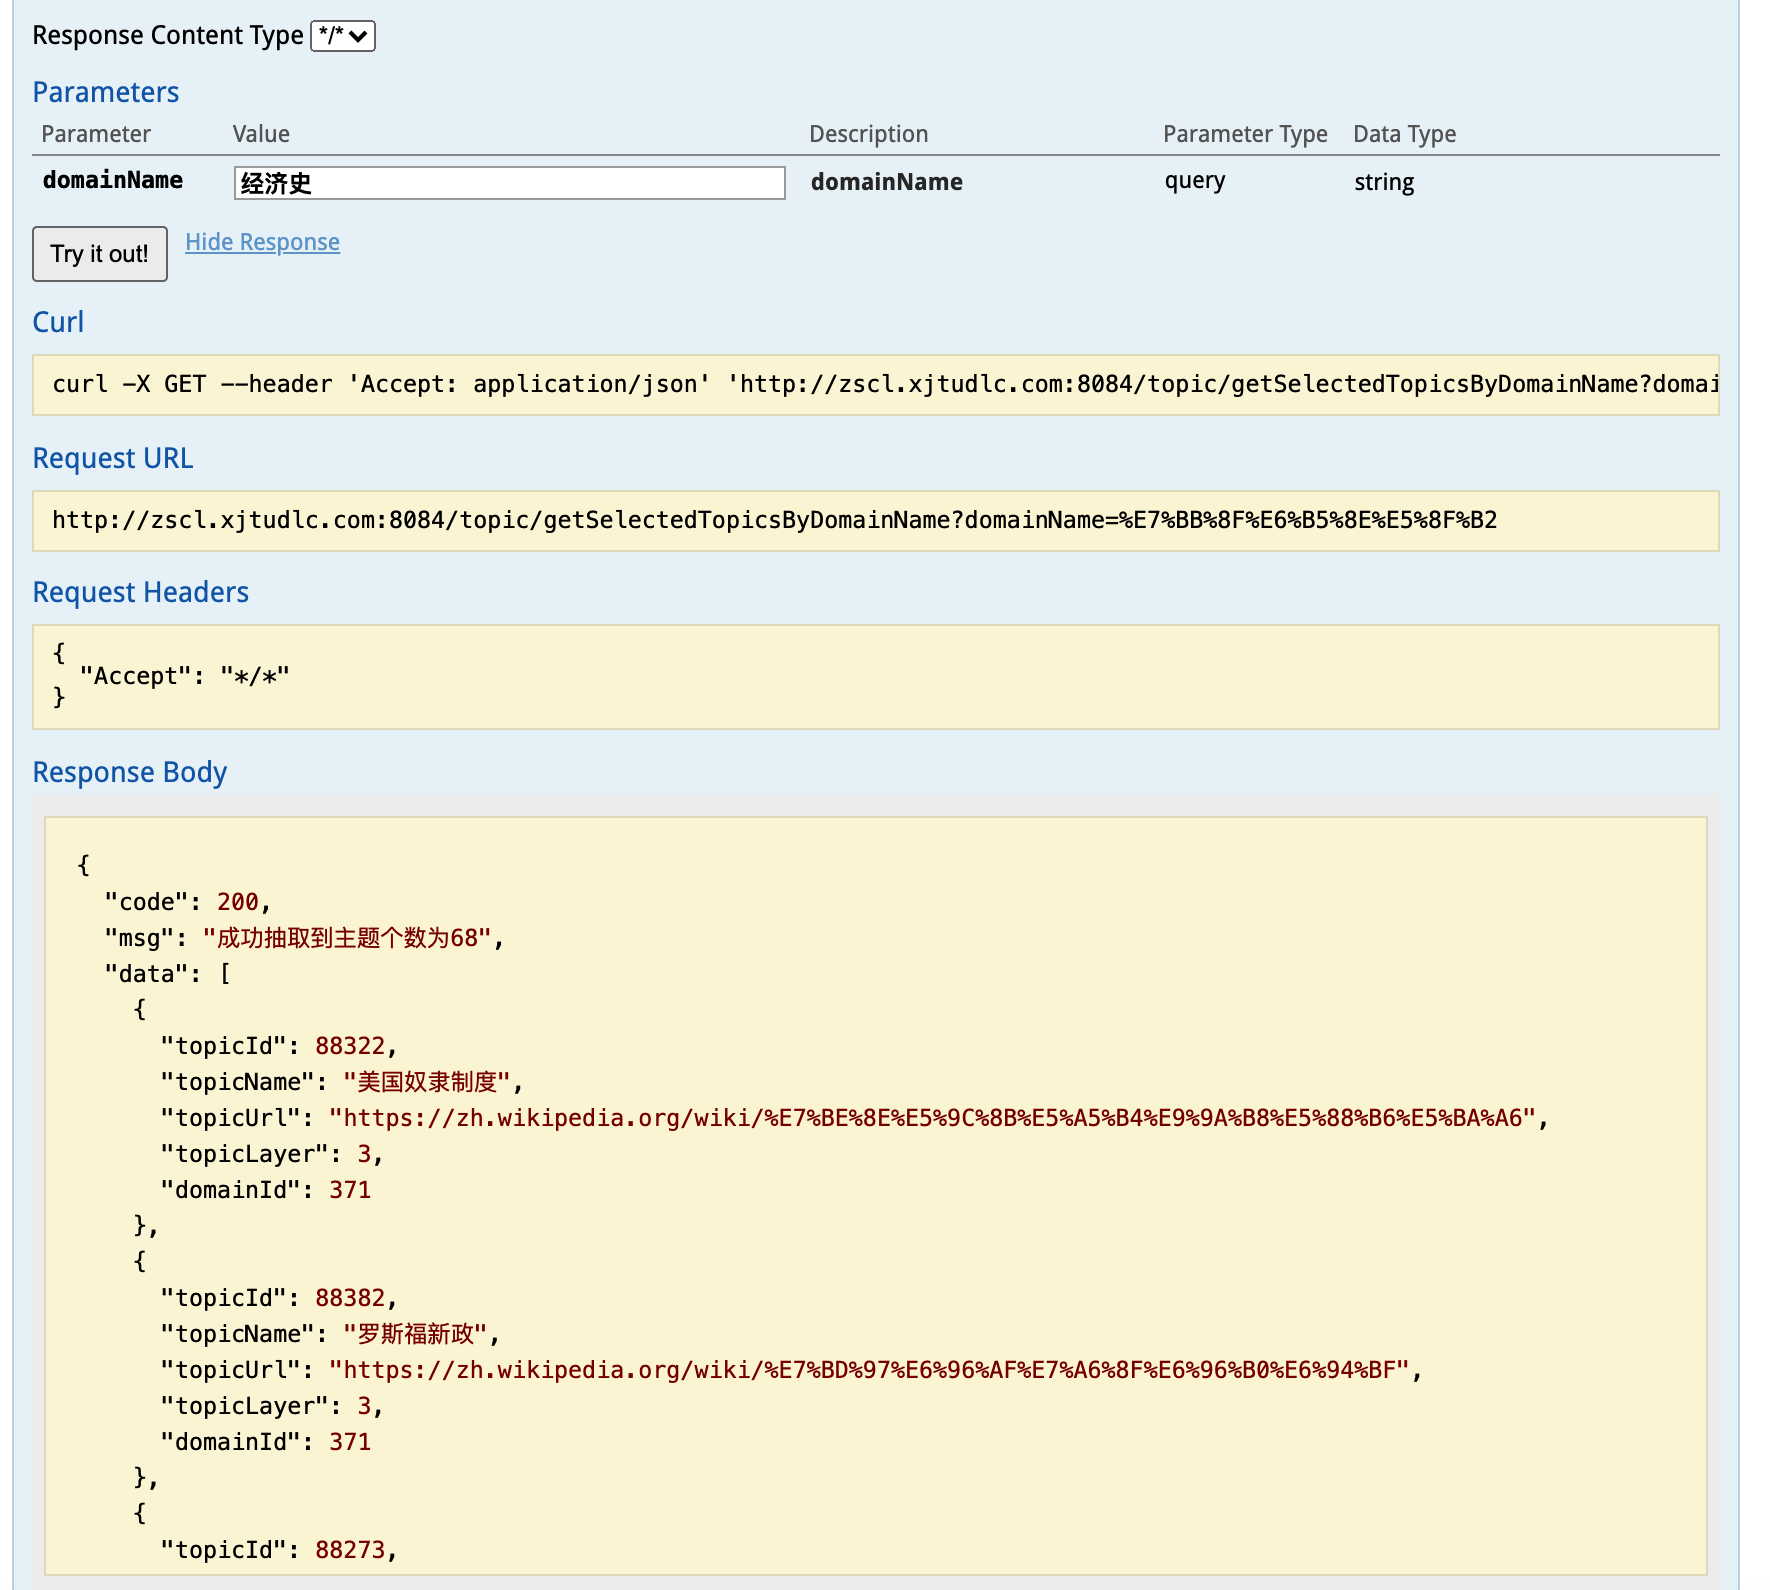 Response Content Type */*
Parameters
Parameter Value Description Parameter Type Data Type
domainName 经济史 domainName query string
Try it out! Hide Response
Curl
curl -X GET --header 'Accept: application/json' 'http://zscl.xjtudlc.com:8084/topic/getSelectedTopicsByDomainName?domai
Request URL
http://zscl.xjtudlc.com:8084/topic/getSelectedTopicsByDomainName?domainName=%E7%BB%8F%E6%B5%8E%E5%8F%B2
Request Headers
{
"Accept": "*/*"
}
Response Body
{
"code": 200,
"msg": "成功抽取到主题个数为68",
"data": [
{
"topicId": 88322,
"topicName": "美国奴隶制度",
"topicUrl": "https://zh.wikipedia.org/wiki/%E7%BE%8E%E5%9C%8B%E5%A5%B4%E9%9A%B8%E5%88%B6%E5%BA%A6",
"topicLayer": 3,
"domainId": 371
},
{
"topicId": 88382,
"topicName": "罗斯福新政",
"topicUrl": "https://zh.wikipedia.org/wiki/%E7%BD%97%E6%96%AF%E7%A6%8F%E6%96%B0%E6%94%BF",
"topicLayer": 3,
"domainId": 371
},
{
"topicId": 88273,